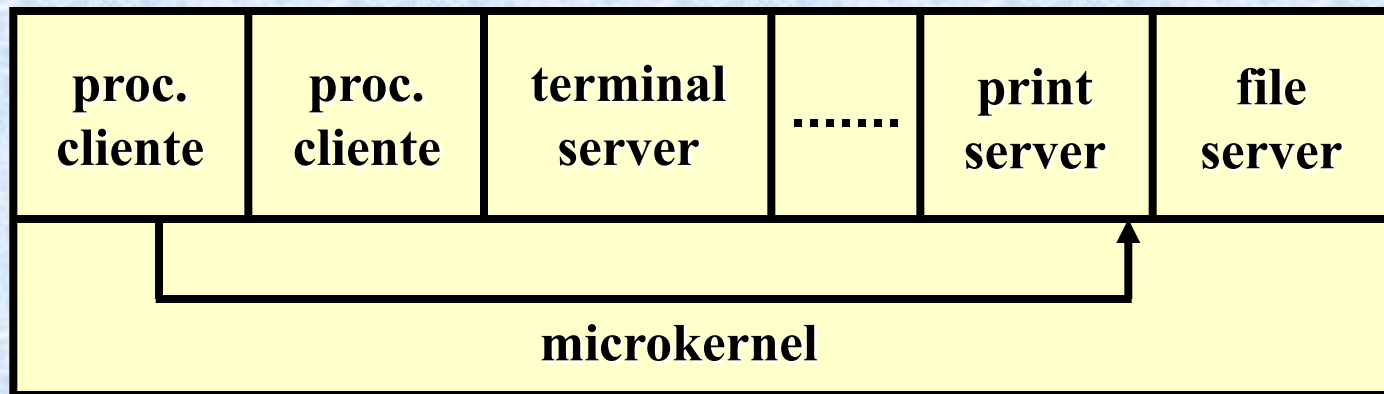 proc.
cliente
proc.
cliente
terminal
server
.......
print
server
file
server
microkernel